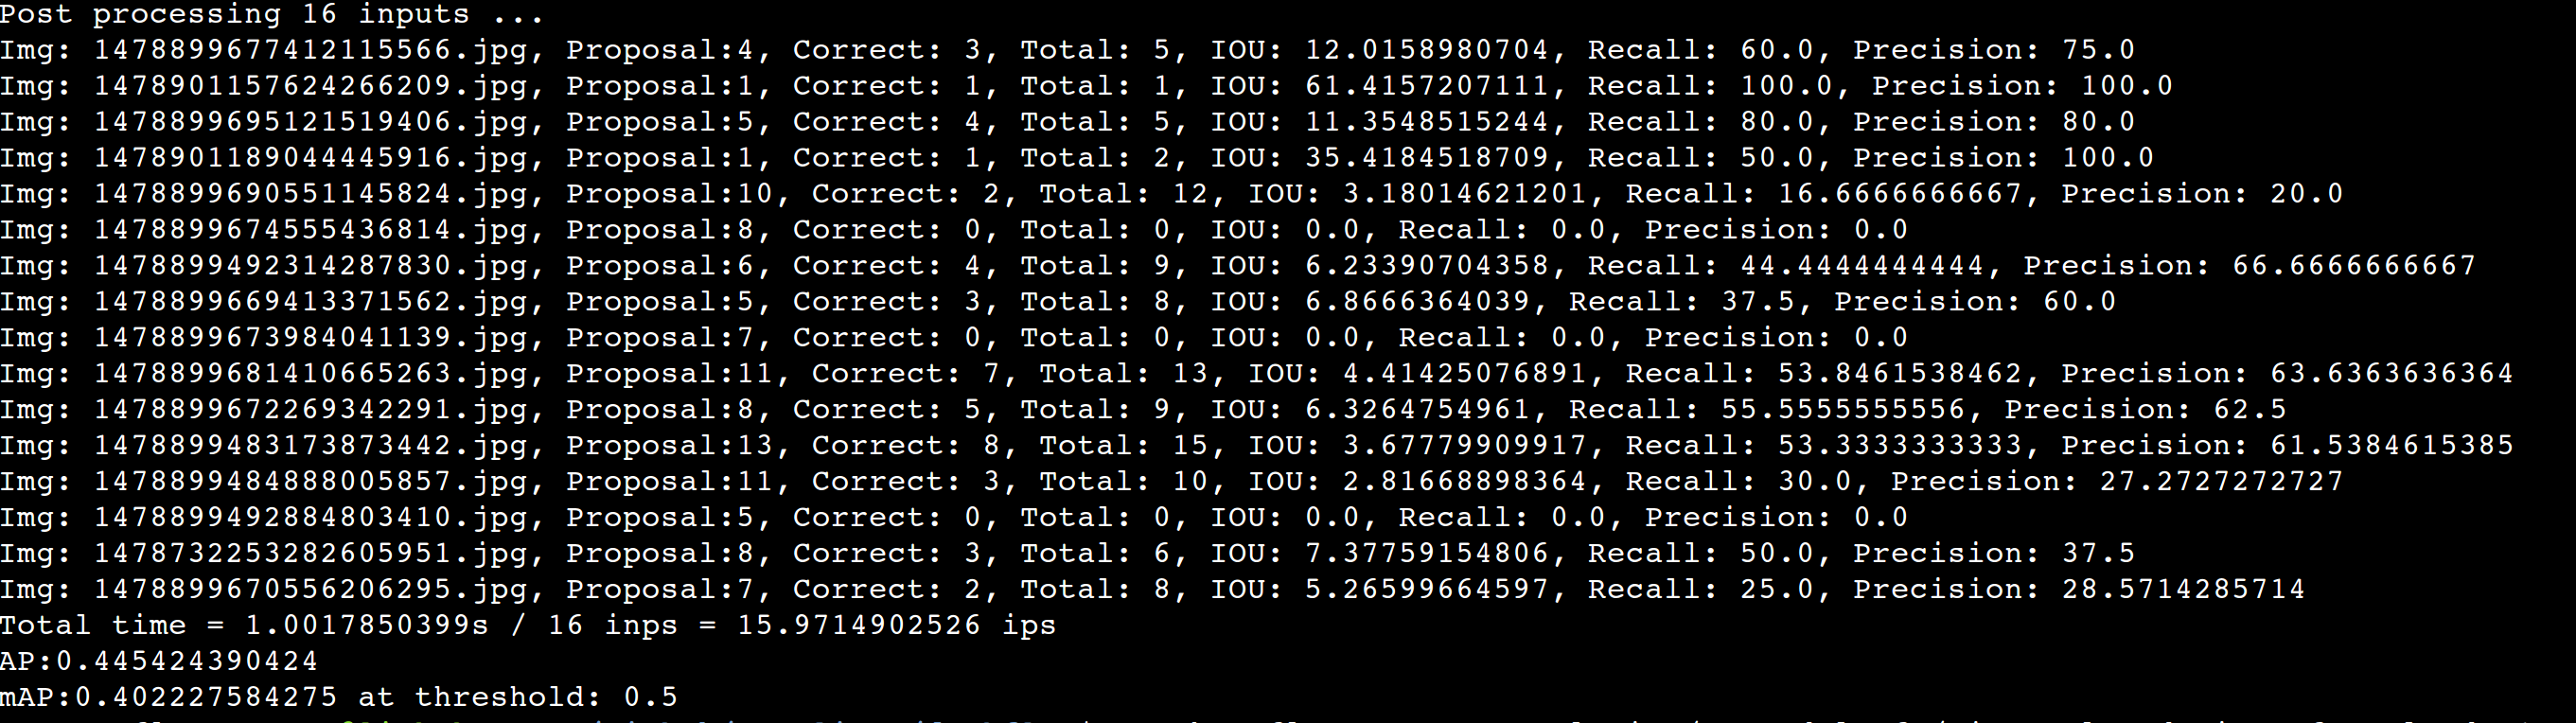 Post processing 16 inputs ...
Img: 1478899677412115566.jpg, Proposal:4, Correct: 3, Total: 5, IOU: 12.0158980704, Recall: 60.0, Precision: 75.0
Img: 1478901157624266209.jpg, Proposal:1, Correct: 1, Total: 1, IOU: 61.4157207111, Recall: 100.0, Precision: 100.0
Img: 1478899695121519406.jpg, Proposal:5, Correct: 4, Total: 5, IOU: 11.3548515244, Recall: 80.0, Precision: 80.0
Img: 1478901189044445916.jpg, Proposal:1, Correct: 1, Total: 2, IOU: 35.4184518709, Recall: 50.0, Precision: 100.0
Img: 1478899690551145824.jpg, Proposal:10, Correct: 2, Total: 12, IOU: 3.18014621201, Recall: 16.6666666667, Precision: 20.0
Img: 1478899674555436814.jpg, Proposal:8, Correct: 0, Total: 0, IOU: 0.0, Recall: 0.0, Precision: 0.0
Img: 1478899492314287830.jpg, Proposal:6, Correct: 4, Total: 9, IOU: 6.23390704358, Recall: 44.4444444444, Precision: 66.6666666667
Img: 1478899669413371562.jpg, Proposal:5, Correct: 3, Total: 8, IOU: 6.8666364039, Recall: 37.5, Precision: 60.0
Img: 1478899673984041139.jpg, Proposal:7, Correct: 0, Total: 0, IOU: 0.0, Recall: 0.0, Precision: 0.0
Img: 1478899681410665263.jpg, Proposal:11, Correct: 7, Total: 13, IOU: 4.41425076891, Recall: 53.8461538462, Precision: 63.6363636364
Img: 1478899672269342291.jpg, Proposal:8, Correct: 5, Total: 9, IOU: 6.3264754961, Recall: 55.5555555556, Precision: 62.5
Img: 1478899483173873442.jpg, Proposal:13, Correct: 8, Total: 15, IOU: 3.67779909917, Recall: 53.3333333333, Precision: 61.5384615385
Img: 1478899484888005857.jpg, Proposal:11, Correct: 3, Total: 10, IOU: 2.81668898364, Recall: 30.0, Precision: 27.2727272727
Img: 1478899492884803410.jpg, Proposal:5, Correct: 0, Total: 0, IOU: 0.0, Recall: 0.0, Precision: 0.0
Img: 1478732253282605951.jpg, Proposal:8, Correct: 3, Total: 6, IOU: 7.37759154806, Recall: 50.0, Precision: 37.5
Img: 1478899670556206295.jpg, Proposal:7, Correct: 2, Total: 8, IOU: 5.26599664597, Recall: 25.0, Precision: 28.5714285714
Total time = 1.0017850399s / 16 inps = 15.9714902526 ips
AP:0.445424390424
mAP:0.402227584275 at threshold: 0.5